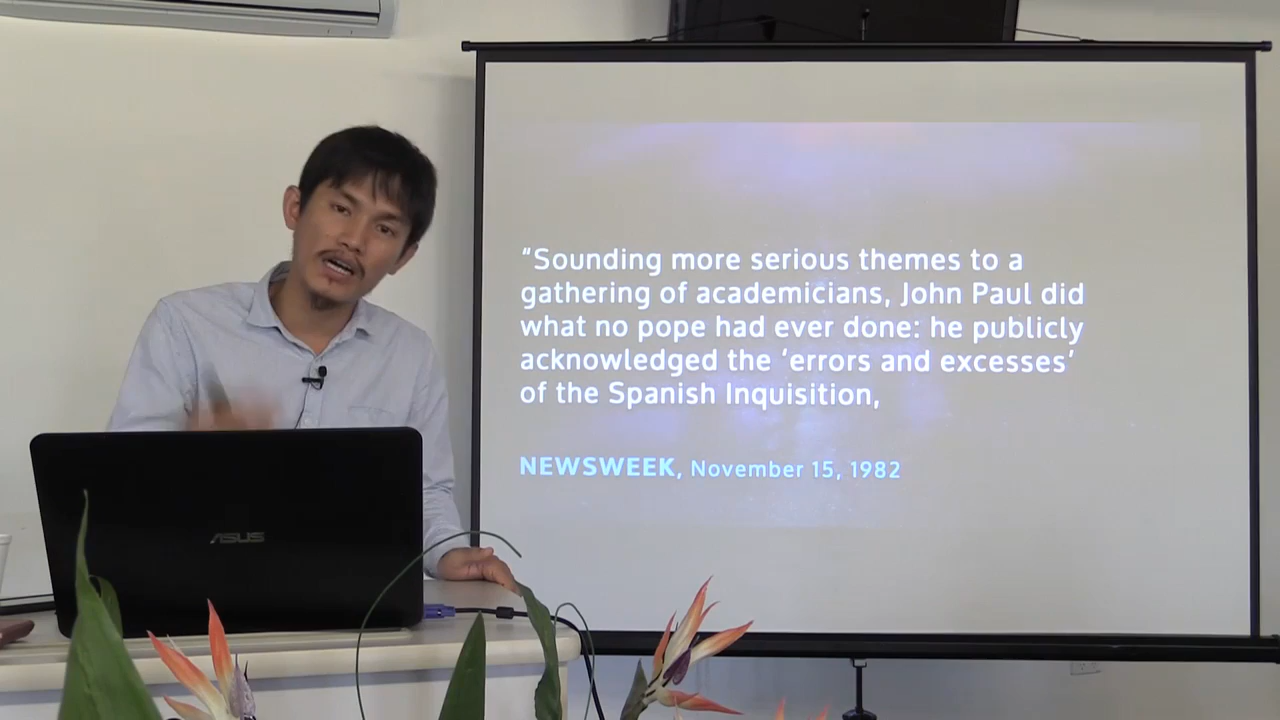 “Sounding more serious themes to a
gathering of academicians, John Paul did
what no pope had ever done: he publicly
acknowledged the ‘errors and excesses’
of the Spanish Inquisition,
NEWSWEEK, November 15, 1982
ASUS